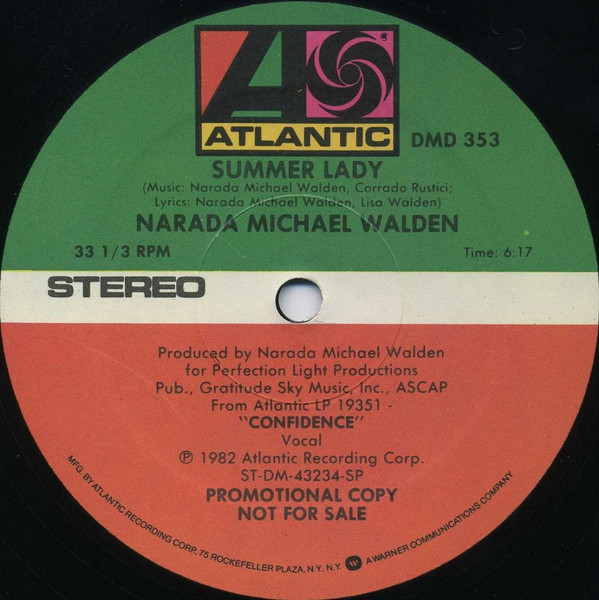 ATLANTIC
DMD 353
SUMMER LADY
(Music: Narada Michael Walden, Corrado Rustici;
Lyrics: Narada Michael Walden, Lisa Walden)
NARADA MICHAEL WALDEN
33 1/3 RPM
Time: 6:17
STEREO
Produced by Narada Michael Walden
for Perfection Light Productions
Pub., Gratitude Sky Music, Inc., ASCAP
From Atlantic LP 19351 -
"CONFIDENCE"
Vocal
℗ 1982 Atlantic Recording Corp.
ST-DM-43234-SP
PROMOTIONAL COPY
NOT FOR SALE
MFG. BY ATLANTIC RECORDING CORP. 75 ROCKEFELLER PLAZA, N.Y. N.Y. A WARNER COMMUNICATIONS COMPANY